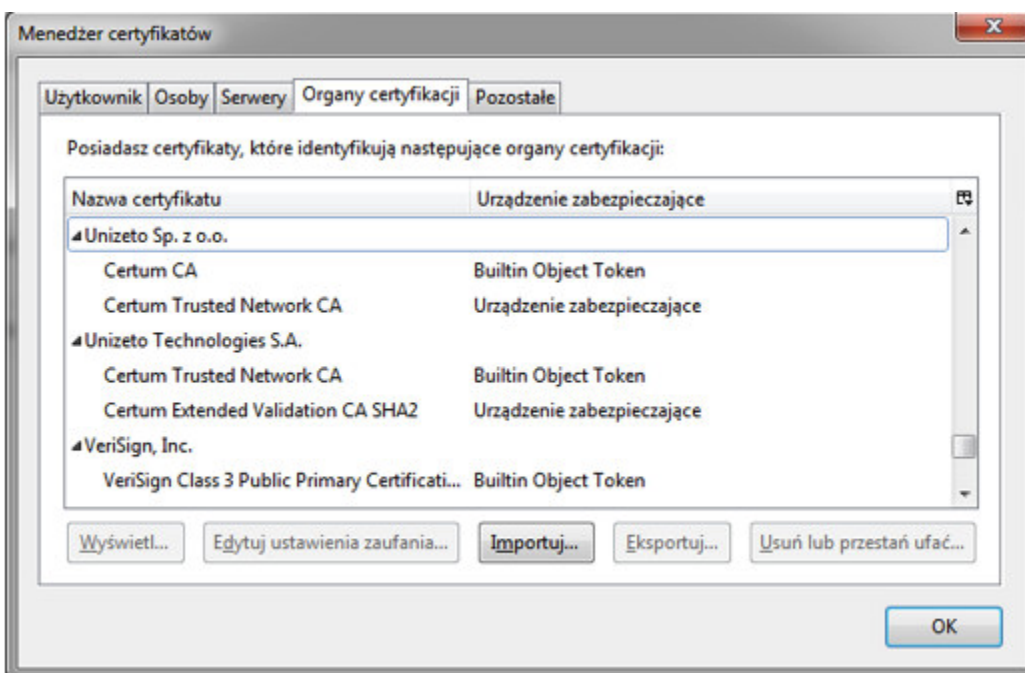 Menedżer certyfikatów
Użytkownik Osoby Serwery Organy certyfikacji Pozostałe
Posiadasz certyfikaty, które identyfikują następujące organy certyfikacji:
Nazwa certyfikatu Urządzenie zabezpieczające
Unizeto Sp. z o.o.
Certum CA Builtin Object Token
Certum Trusted Network CA Urządzenie zabezpieczające
Unizeto Technologies S.A.
Certum Trusted Network CA Builtin Object Token
Certum Extended Validation CA SHA2 Urządzenie zabezpieczające
VeriSign, Inc.
VeriSign Class 3 Public Primary Certificati... Builtin Object Token
Wyświetl... Edytuj ustawienia zaufania... Importuj... Eksportuj... Usuń lub przestań ufać...
OK